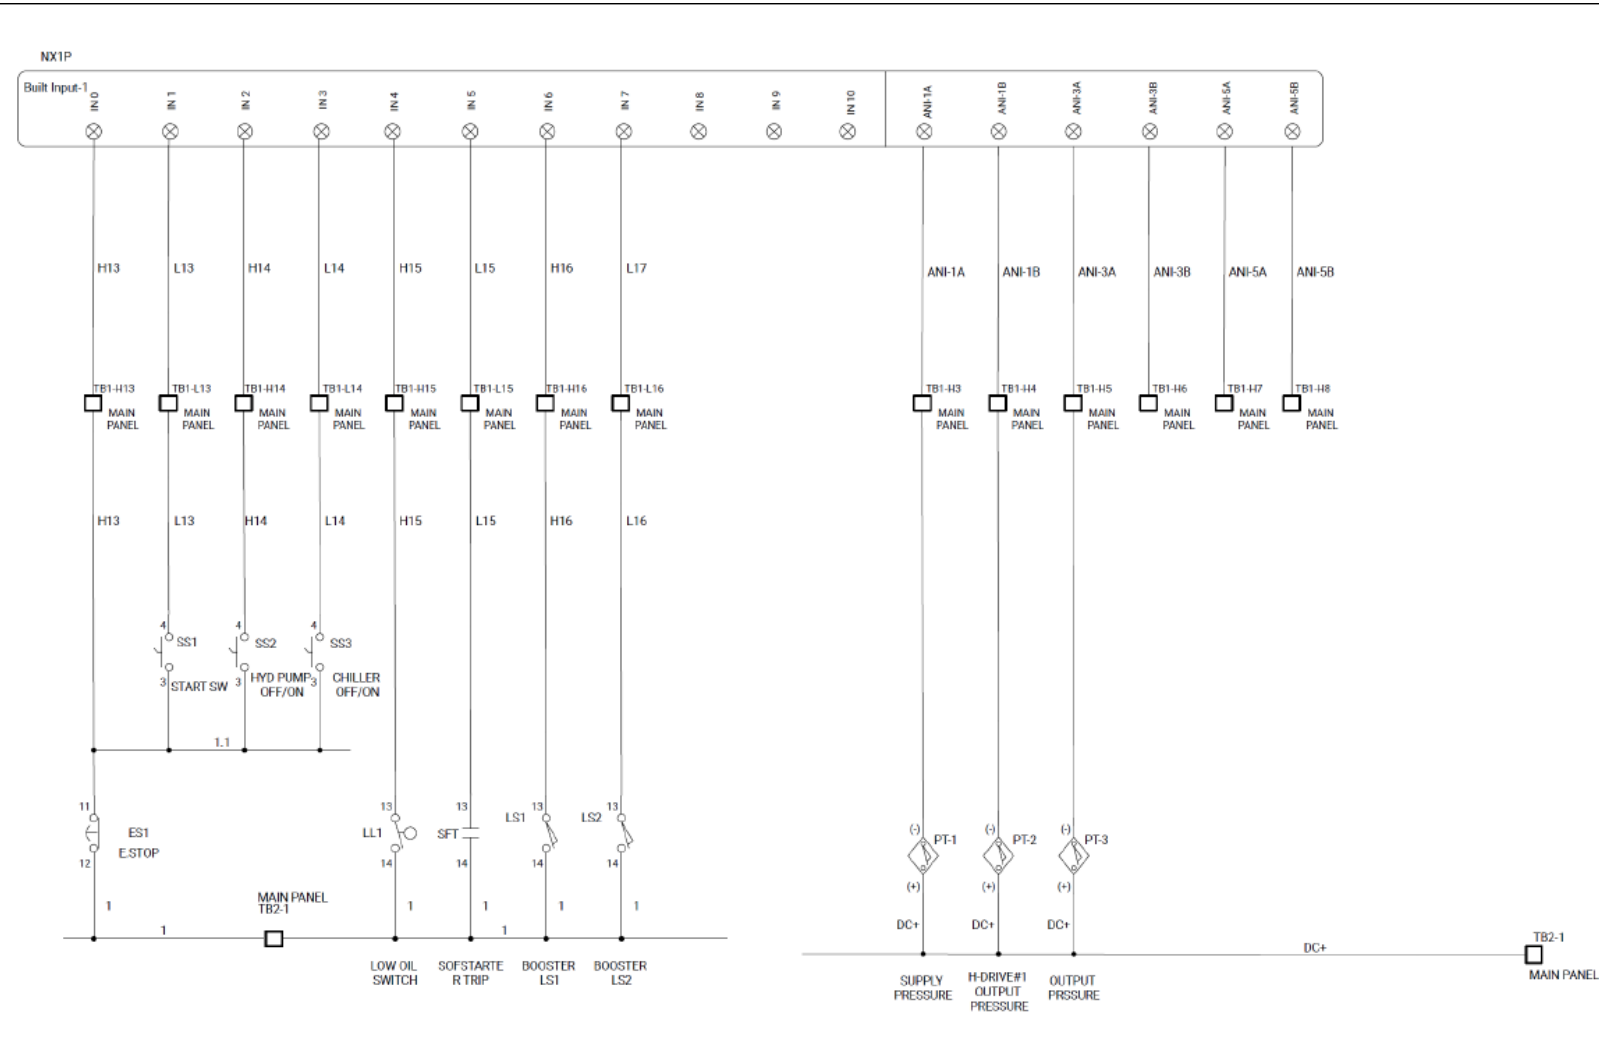 NX1P
Built Input-1
IN 0
IN 1
IN 2
IN 3
IN 4
IN 5
IN 6
IN 7
IN 8
IN 9
IN 10
ANI-1A
ANI-1B
ANI-3A
ANI-3B
ANI-5A
ANI-5B
H13
L13
H14
L14
H15
L15
H16
L17
ANI-1A
ANI-1B
ANI-3A
ANI-3B
ANI-5A
ANI-5B
TB1-H13
MAIN
PANEL
TB1-L13
MAIN
PANEL
TB1-H14
MAIN
PANEL
TB1-L14
MAIN
PANEL
TB1-H15
MAIN
PANEL
TB1-L15
MAIN
PANEL
TB1-H16
MAIN
PANEL
TB1-L16
MAIN
PANEL
TB1-H3
MAIN
PANEL
TB1-H4
MAIN
PANEL
TB1-H5
MAIN
PANEL
TB1-H6
MAIN
PANEL
TB1-H7
MAIN
PANEL
TB1-H8
MAIN
PANEL
H13
L13
H14
L14
H15
L15
H16
L16
4
SS1
3
START SW
4
SS2
3
HYD PUMP
OFF/ON
4
SS3
3
CHILLER
OFF/ON
1.1
11
ES1
E.STOP
12
13
LL1
14
13
SFT
14
LS1
13
14
LS2
13
14
(-)
PT-1
(+)
(-)
PT-2
(+)
(-)
PT-3
(+)
MAIN PANEL
TB2-1
1
1
1
1
1
1
1
DC+
DC+
DC+
DC+
TB2-1
MAIN PANEL
LOW OIL
SWITCH
SOFSTARTE
R TRIP
BOOSTER
LS1
BOOSTER
LS2
SUPPLY
PRESSURE
H-DRIVE#1
OUTPUT
PRESSURE
OUTPUT
PRSSURE